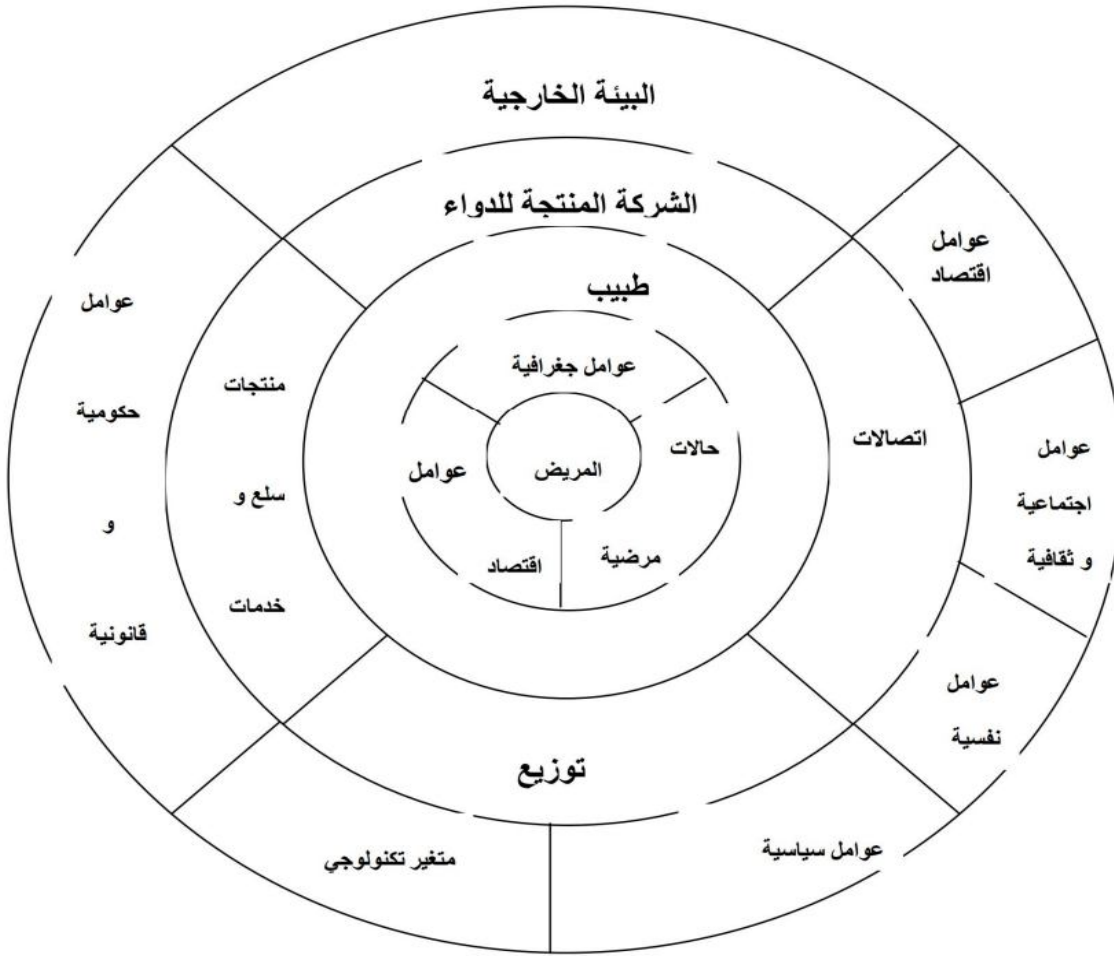 البيئة الخارجية
الشركة المنتجة للدواء
طبيب
عوامل جغرافية
المريض
حالات
مرضية
عوامل
اقتصاد
اتصالات
منتجات
سلع و
خدمات
توزيع
عوامل
اقتصاد
عوامل
اجتماعية
و ثقافية
عوامل
نفسية
عوامل سياسية
متغير تكنولوجي
عوامل
حكومية
و
قانونية